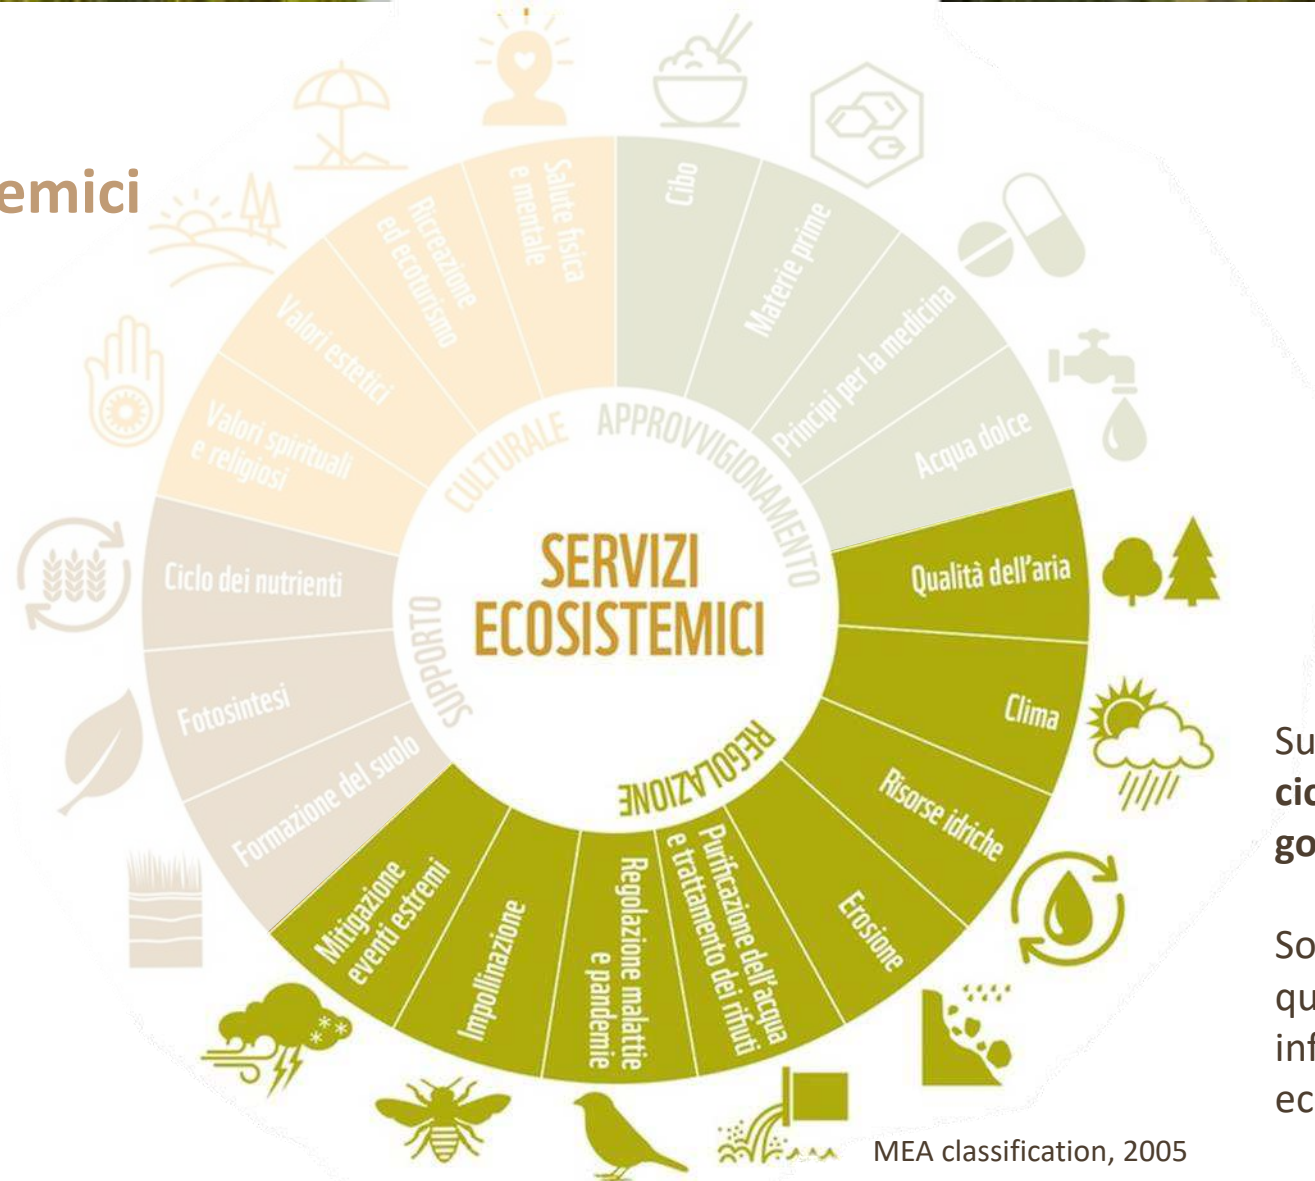 emici
Salute fisica
e mentale
Ricreazione
ed ecoturismo
Valori estetici
Valori spirituali
e religiosi
Cibo
Materie prime
Principi per la medicina
Acqua dolce
CULTURALE
APPROVVIGIONAMENTO
SERVIZI
ECOSISTEMICI
SUPPORTO
REGOLAZIONE
Ciclo dei nutrienti
Fotosintesi
Formazione del suolo
Qualità dell'aria
Clima
Risorse idriche
Erosione
Purificazione dell'acqua
e trattamento dei rifiuti
Regolazione malattie
e pandemie
Impollinazione
Mitigazione
eventi estremi
Su
cic
go
So
qu
inf
ec
MEA classification, 2005